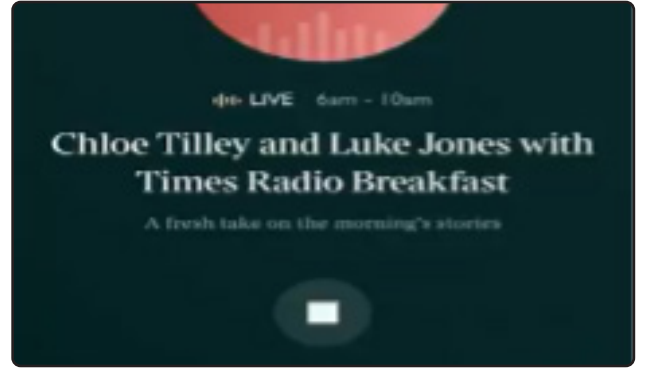 LIVE 6am - 10am
Chloe Tilley and Luke Jones with
Times Radio Breakfast
A fresh take on the morning's stories